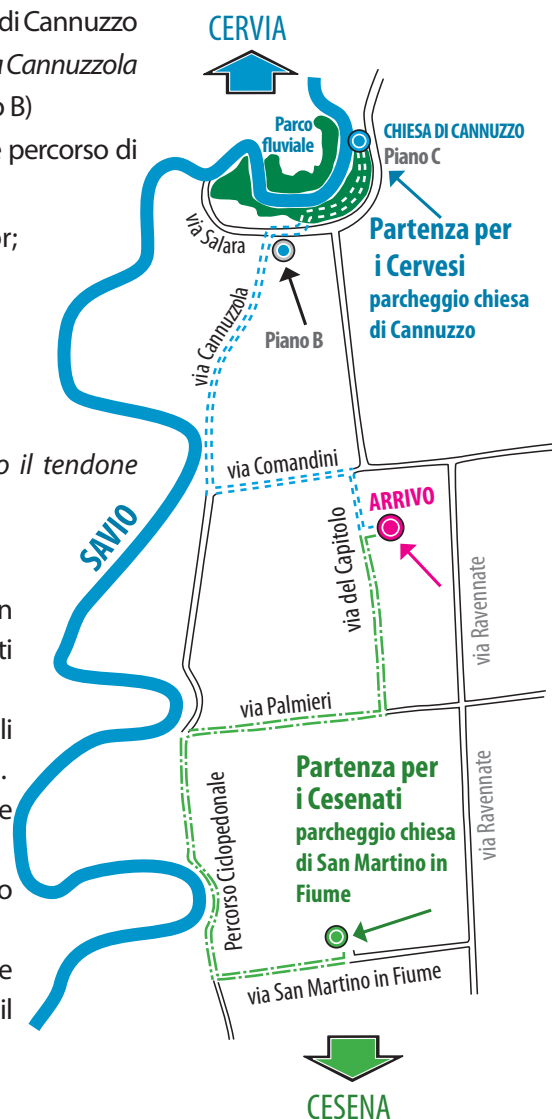 di Cannuzzo
a Cannuzzola
o B)
e percorso di
or;
o il tendone
n
ti
li
.
e
o
e
il
CERVIA
Parco
fluviale
CHIESA DI CANNUZZO
Piano C
via Salara
Partenza per
i Cervesi
parcheggio chiesa
di Cannuzzo
Piano B
via Cannuzzola
via Comandini
SAVIO
ARRIVO
via del Capitolo
via Ravennate
via Palmieri
Partenza per
i Cesenati
parcheggio chiesa
di San Martino in
Fiume
via Ravennate
Percorso Ciclopedonale
via San Martino in Fiume
CESENA